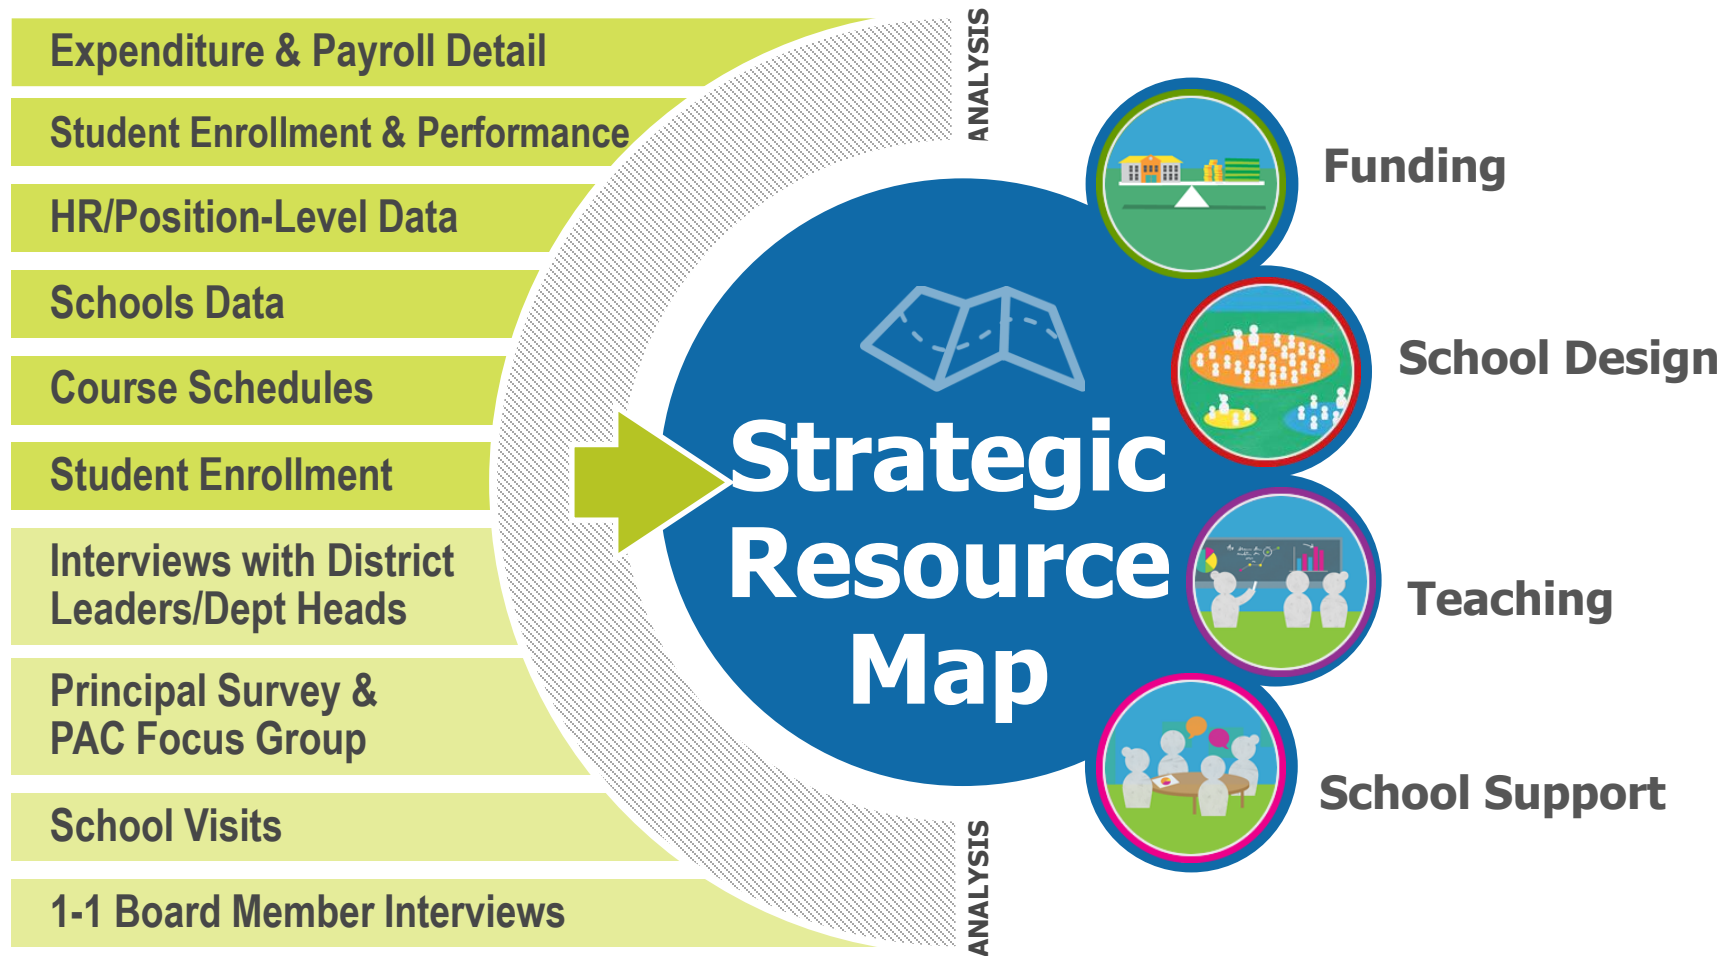 Expenditure & Payroll Detail
Student Enrollment & Performance
HR/Position-Level Data
Schools Data
Course Schedules
Student Enrollment
Interviews with District
Leaders/Dept Heads
Principal Survey &
PAC Focus Group
School Visits
1-1 Board Member Interviews
ANALYSIS
ANALYSIS
Strategic
Resource
Map
Funding
School Design
Teaching
School Support